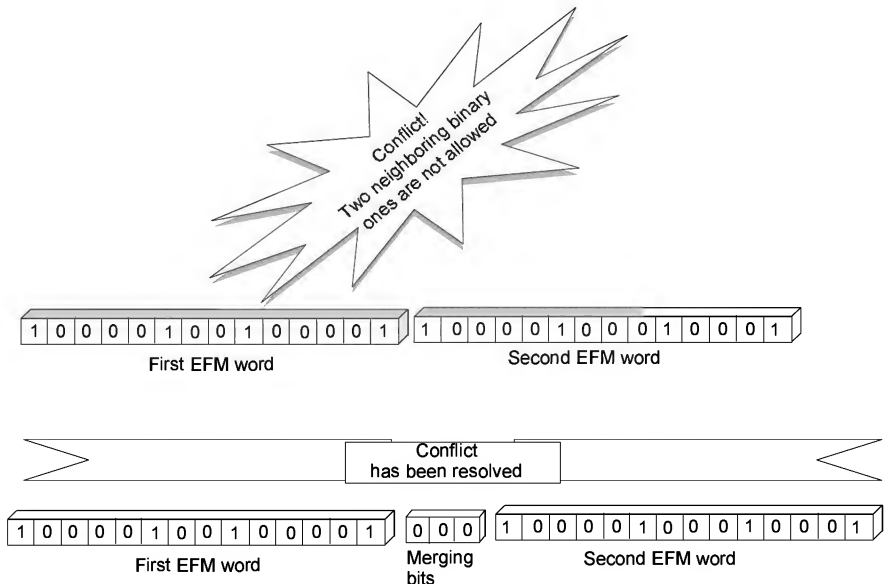 Conflict!
Two neighboring binary
ones are not allowed
1 0 0 0 0 1 0 0 1 0 0 0 0 1 1 0 0 0 0 1 0 0 0 1 0 0 0 1
First EFM word Second EFM word
Conflict
has been resolved
1 0 0 0 0 1 0 0 1 0 0 0 0 1 0 0 0 1 0 0 0 0 1 0 0 0 1 0 0 0 1
First EFM word Merging bits Second EFM word